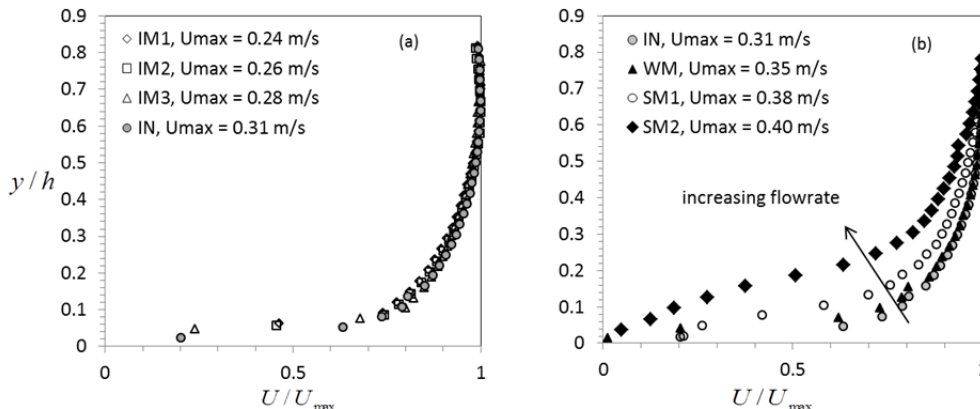 0.9
0.8
0.7
0.6
0.5
0.4
0.3
0.2
0.1
0
y / h
(a)
IM1, Umax = 0.24 m/s
IM2, Umax = 0.26 m/s
IM3, Umax = 0.28 m/s
IN, Umax = 0.31 m/s
0
0.5
1
U / Umax
0.9
0.8
0.7
0.6
0.5
0.4
0.3
0.2
0.1
0
(b)
IN, Umax = 0.31 m/s
WM, Umax = 0.35 m/s
SM1, Umax = 0.38 m/s
SM2, Umax = 0.40 m/s
increasing flowrate
0
0.5
U / Umax